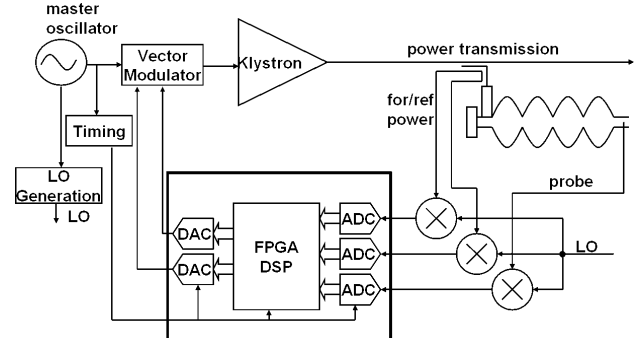 master
oscillator
Vector
Modulator
Klystron
power transmission
for/ref
power
Timing
LO
Generation
LO
probe
DAC
DAC
FPGA
DSP
ADC
ADC
ADC
LO